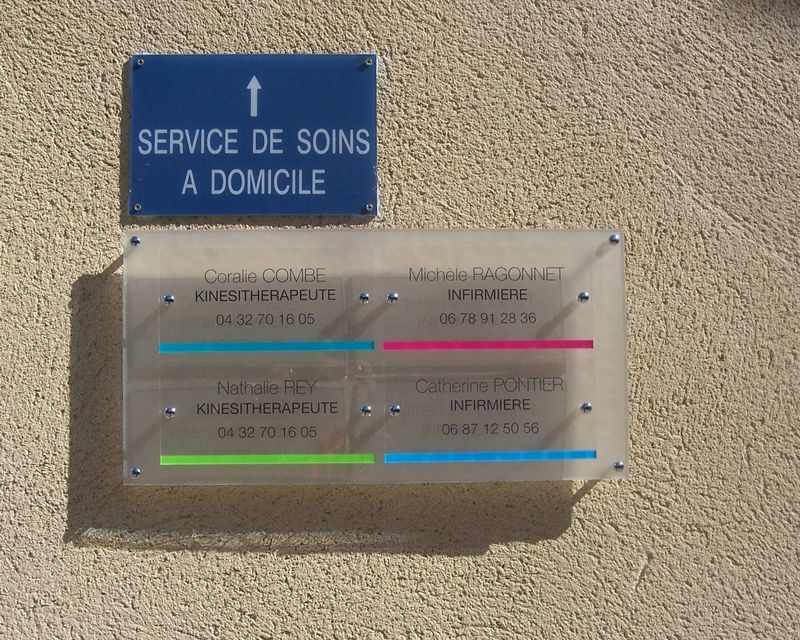 SERVICE DE SOINS
A DOMICILE
Coralie COMBE
KINESITHERAPEUTE
04 32 70 16 05
Michèle RAGONNET
INFIRMIERE
06 78 91 28 36
Nathalie REY
KINESITHERAPEUTE
04 32 70 16 05
Catherine PONTIER
INFIRMIERE
06 87 12 50 56